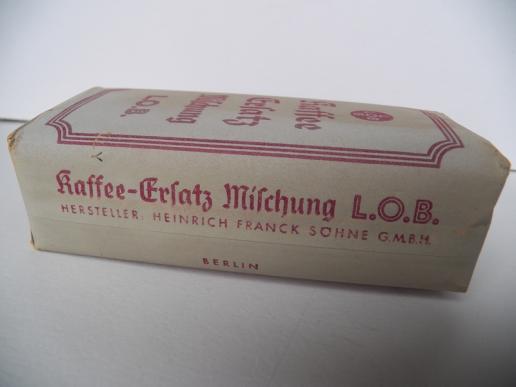 Kaffee
Ersatz
Mischung
L.O.B.
Kaffee-Ersatz Mischung L.O.B.
HERSTELLER: HEINRICH FRANCK SÖHNE G.M.B.H.
BERLIN